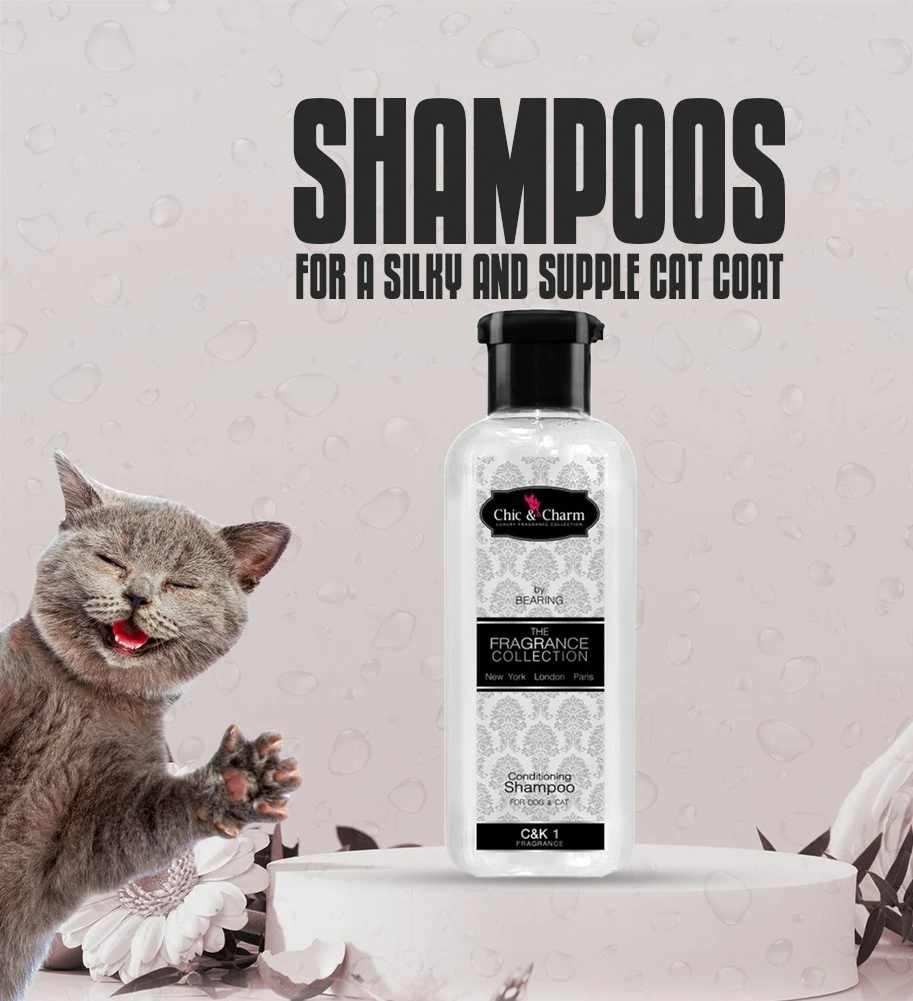 SHAMPOOS
FOR A SILKY AND SUPPLE CAT COAT
Chic & Charm
LUXURY FRAGRANCE COLLECTION
by
BEARING
THE
FRAGRANCE
COLLECTION
New York London Paris
Conditioning
Shampoo
FOR DOG & CAT
C&K 1
FRAGRANCE